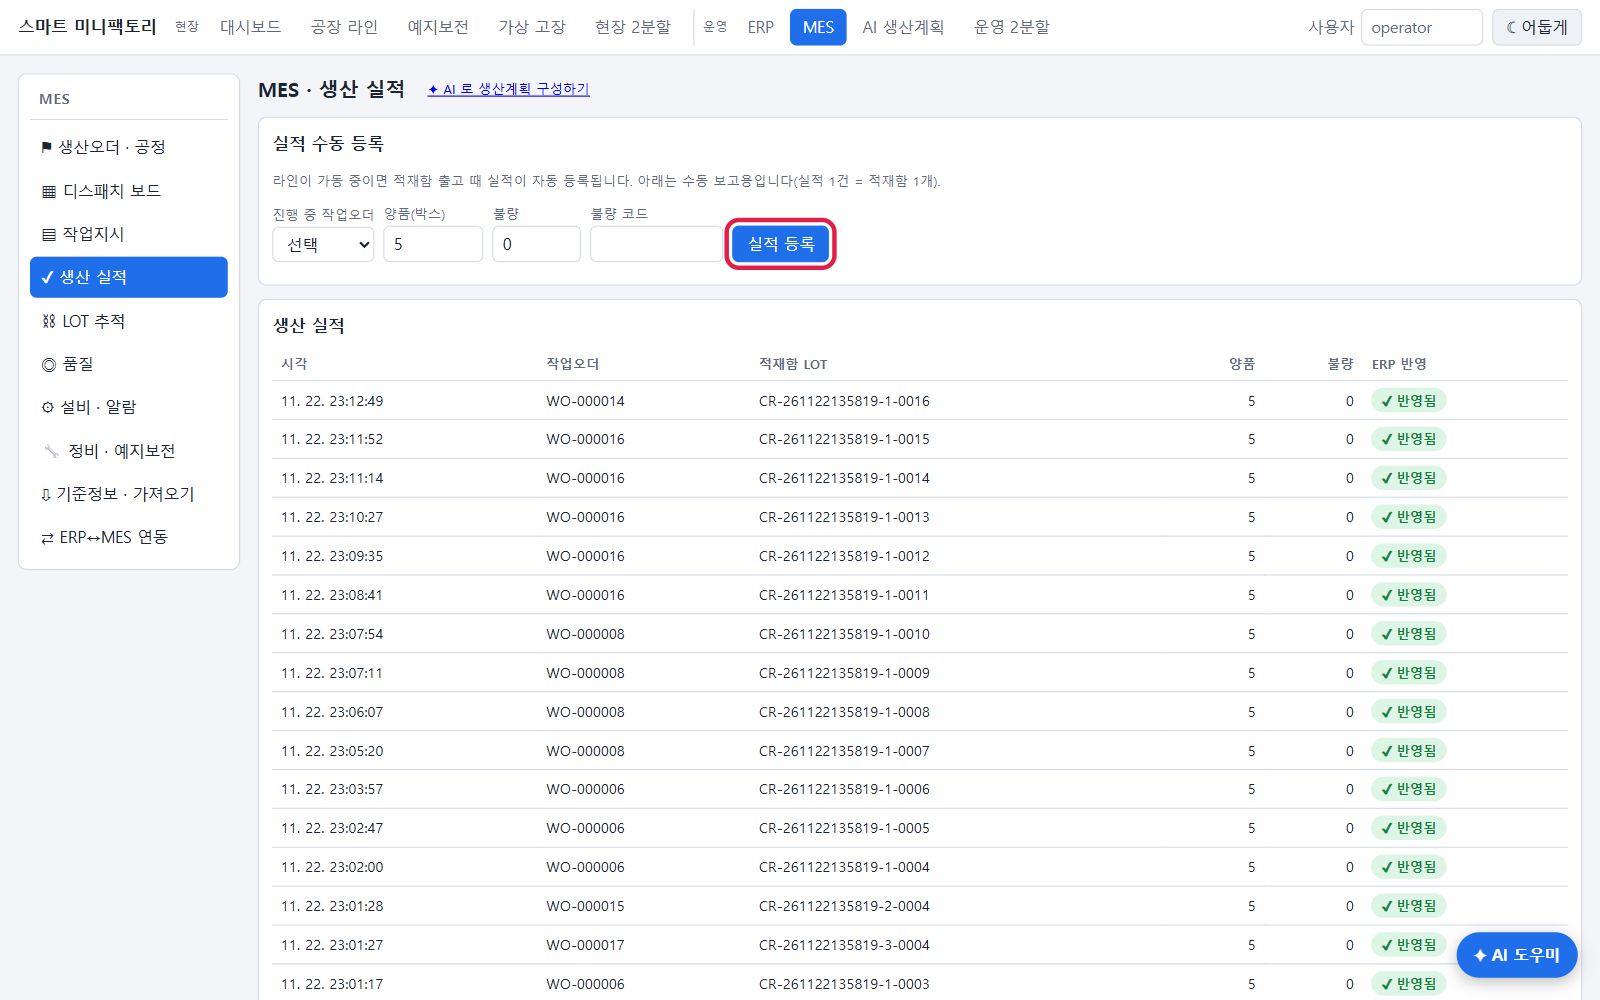 스마트 미니팩토리 현장 대시보드 공장 라인 예지보전 가상 고장 현장 2분할 운영 ERP MES AI 생산계획 운영 2분할 사용자 operator ☾ 어둡게
MES
⚑ 생산오더 · 공정
▦ 디스패치 보드
▤ 작업지시
✔ 생산 실적
⛓ LOT 추적
◎ 품질
⚙ 설비 · 알람
🔧 정비 · 예지보전
⇩ 기준정보 · 가져오기
⇄ ERP↔MES 연동
MES · 생산 실적 ✦ AI 로 생산계획 구성하기
실적 수동 등록
라인이 가동 중이면 적재함 출고 때 실적이 자동 등록됩니다. 아래는 수동 보고용입니다(실적 1건 = 적재함 1개).
진행 중 작업오더 양품(박스) 불량 불량 코드
선택 5 0 실적 등록
생산 실적
시각 작업오더 적재함 LOT 양품 불량 ERP 반영
11. 22. 23:12:49 WO-000014 CR-261122135819-1-0016 5 0 ✔ 반영됨
11. 22. 23:11:52 WO-000016 CR-261122135819-1-0015 5 0 ✔ 반영됨
11. 22. 23:11:14 WO-000016 CR-261122135819-1-0014 5 0 ✔ 반영됨
11. 22. 23:10:27 WO-000016 CR-261122135819-1-0013 5 0 ✔ 반영됨
11. 22. 23:09:35 WO-000016 CR-261122135819-1-0012 5 0 ✔ 반영됨
11. 22. 23:08:41 WO-000016 CR-261122135819-1-0011 5 0 ✔ 반영됨
11. 22. 23:07:54 WO-000008 CR-261122135819-1-0010 5 0 ✔ 반영됨
11. 22. 23:07:11 WO-000008 CR-261122135819-1-0009 5 0 ✔ 반영됨
11. 22. 23:06:07 WO-000008 CR-261122135819-1-0008 5 0 ✔ 반영됨
11. 22. 23:05:20 WO-000008 CR-261122135819-1-0007 5 0 ✔ 반영됨
11. 22. 23:03:57 WO-000006 CR-261122135819-1-0006 5 0 ✔ 반영됨
11. 22. 23:02:47 WO-000006 CR-261122135819-1-0005 5 0 ✔ 반영됨
11. 22. 23:02:00 WO-000006 CR-261122135819-1-0004 5 0 ✔ 반영됨
11. 22. 23:01:28 WO-000015 CR-261122135819-2-0004 5 0 ✔ 반영됨
11. 22. 23:01:27 WO-000017 CR-261122135819-3-0004 5 0 ✔ 반영됨
11. 22. 23:01:17 WO-000006 CR-261122135819-1-0003 5 0 ✔ 반영됨
✦ AI 도우미